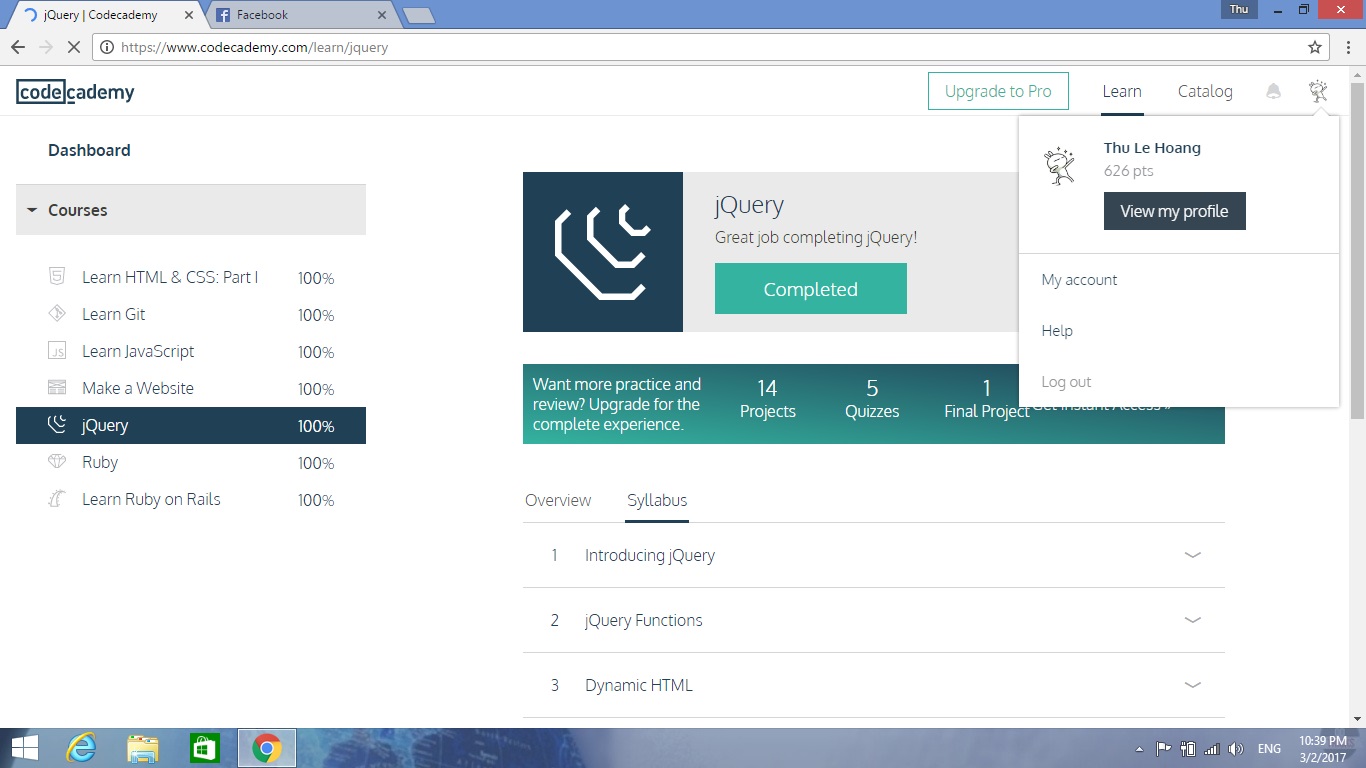 jQuery | Codecademy
Facebook
Thu
https://www.codecademy.com/learn/jquery
codecademy
Upgrade to Pro
Learn
Catalog
Thu Le Hoang
626 pts
View my profile
My account
Help
Log out
Dashboard
Courses
Learn HTML & CSS: Part I 100%
Learn Git 100%
JS Learn JavaScript 100%
Make a Website 100%
jQuery 100%
Ruby 100%
Learn Ruby on Rails 100%
jQuery
Great job completing jQuery!
Completed
Want more practice and
review? Upgrade for the
complete experience.
14
Projects
5
Quizzes
1
Final Project
Get Instant Access »
Overview
Syllabus
1 Introducing jQuery
2 jQuery Functions
3 Dynamic HTML
ENG
10:39 PM
3/2/2017